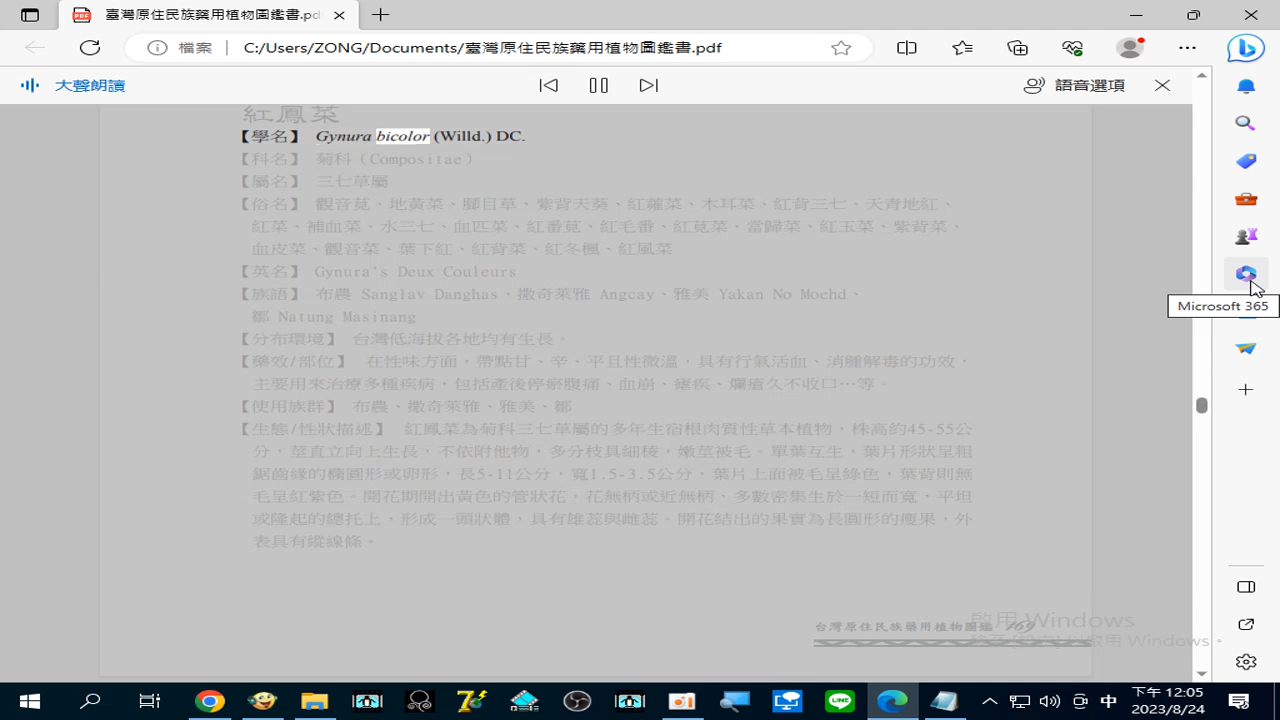 臺灣原住民族藥用植物圖鑑書.pdf
檔案
C:/Users/ZONG/Documents/臺灣原住民族藥用植物圖鑑書.pdf
大聲朗讀
語音選項
紅鳳菜
【學名】 Gynura bicolor (Willd.) DC.
【科名】 菊科（Compositae）
【屬名】 三七草屬
【俗名】 觀音莧、地黃菜、腳目草、紫背天葵、紅蘿菜、木耳菜、紅背三七、天青地紅、
紅菜、補血菜、水三七、血匹菜、紅番莧、紅毛番、紅莧菜、當歸菜、紅玉菜、紫背菜、
血皮菜、觀音菜、葉下紅、紅背菜、紅冬楓、紅風菜
【英名】 Gynura's Deux Couleurs
【族語】 布農 Sanglav Danghas、撒奇萊雅 Angcay、雅美 Yakan No Moehd、
鄒 Natung Masinang
【分布環境】 台灣低海拔各地均有生長。
【藥效/部位】 在性味方面，帶點甘、辛，平且性微溫，具有行氣活血、消腫解毒的功效，
主要用來治療多種疾病，包括產後停瘀腹痛、血崩、痞疾、爛瘡久不收口…等。
【使用族群】 布農、撒奇萊雅、雅美、鄒
【生態/性狀描述】 紅鳳菜為菊科三七草屬的多年生宿根肉質性草本植物，株高約45-55公
分，莖直立向上生長，不依附他物，多分枝具細稜，嫩莖被毛。單葉互生，葉片形狀呈粗
鋸齒緣的橢圓形或卵形，長5-11公分，寬1.5-3.5公分，葉片上面被毛呈綠色，葉背則無
毛呈紅紫色。開花期開出黃色的管狀花，花無柄或近無柄，多數密集生於一短而寬，平坦
或隆起的總托上，形成一頭狀體，具有雄蕊與雌蕊。開花結出的果實為長圓形的瘦果，外
表具有縱線條。
台灣原住民族藥用植物圖鑑 169
啟用 Windows
啟用 Windows。
Microsoft 365
中
下午 12:05
2023/8/24